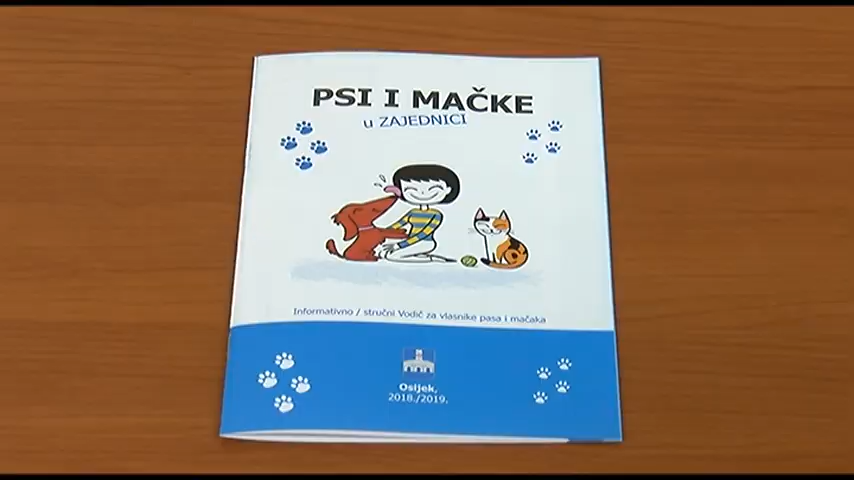 PSI I MAČKE
u ZAJEDNICI
Informativno / stručni Vodič za vlasnike pasa i mačaka
Osijek,
2018./2019.